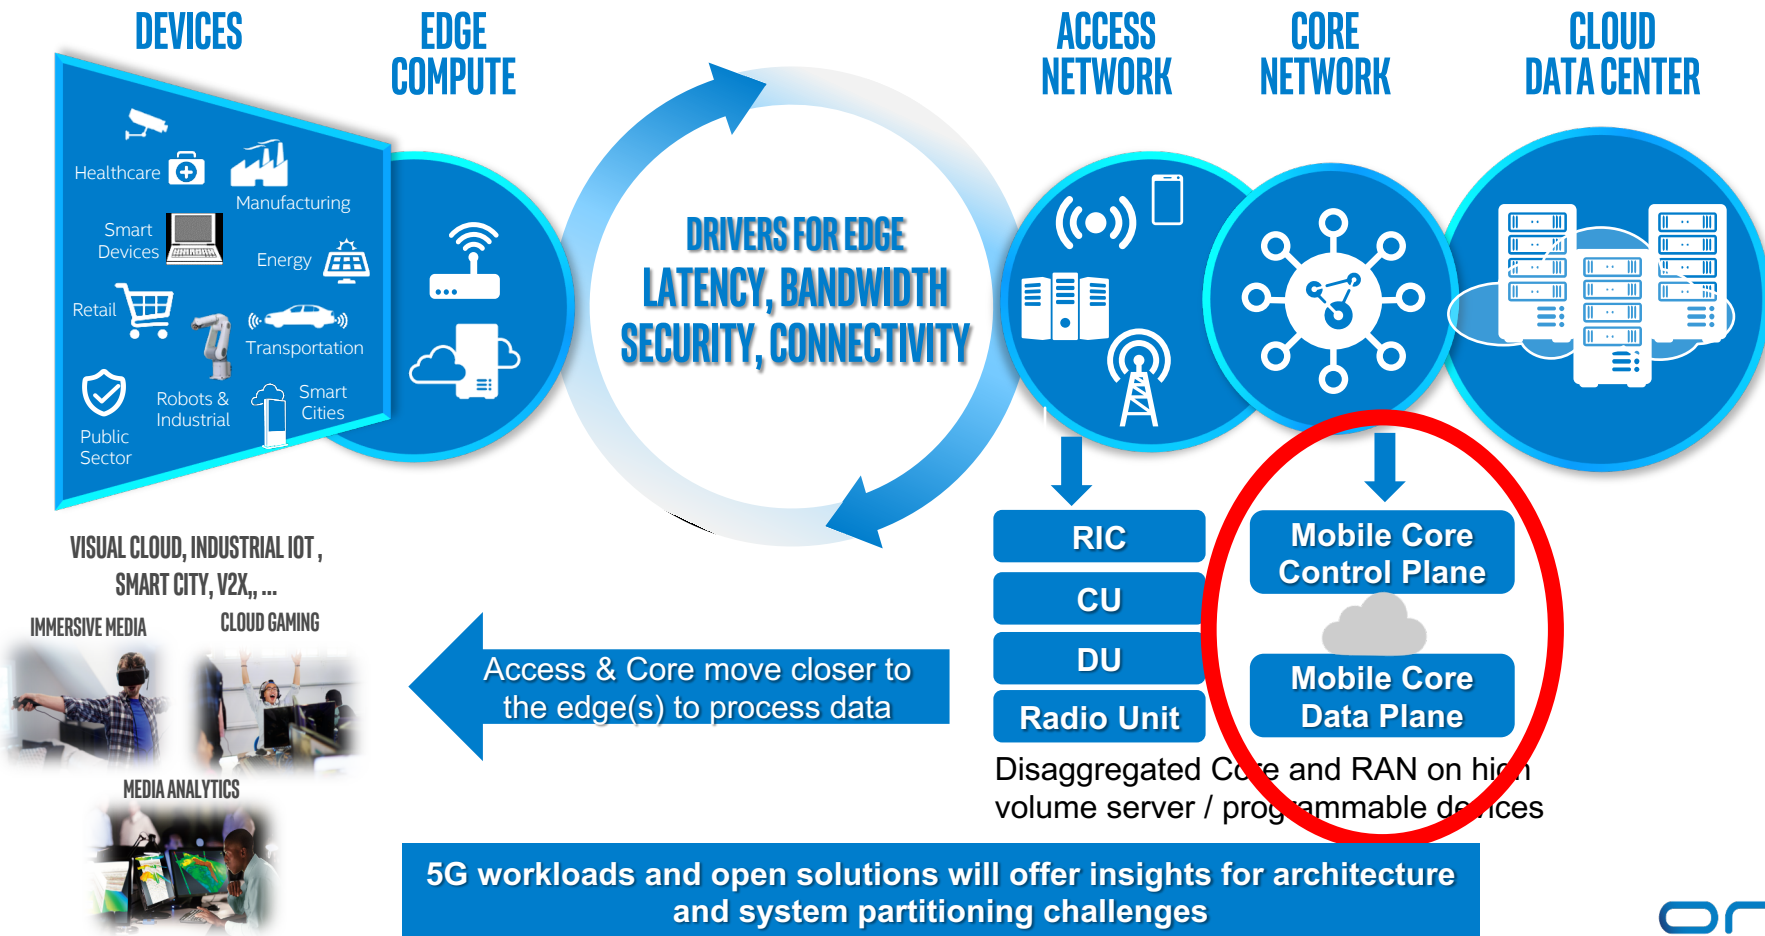 DEVICES
EDGE
COMPUTE
ACCESS
NETWORK
CORE
NETWORK
CLOUD
DATA CENTER
Healthcare
Manufacturing
Smart
Devices
Energy
Retail
Transportation
Robots &
Industrial
Smart
Cities
Public
Sector
DRIVERS FOR EDGE
LATENCY, BANDWIDTH
SECURITY, CONNECTIVITY
RIC
CU
DU
Radio Unit
Mobile Core
Control Plane
Mobile Core
Data Plane
Disaggregated Core and RAN on high
volume server / programmable devices
VISUAL CLOUD, INDUSTRIAL IOT ,
SMART CITY, V2X,, ...
IMMERSIVE MEDIA
CLOUD GAMING
MEDIA ANALYTICS
Access & Core move closer to
the edge(s) to process data
5G workloads and open solutions will offer insights for architecture
and system partitioning challenges